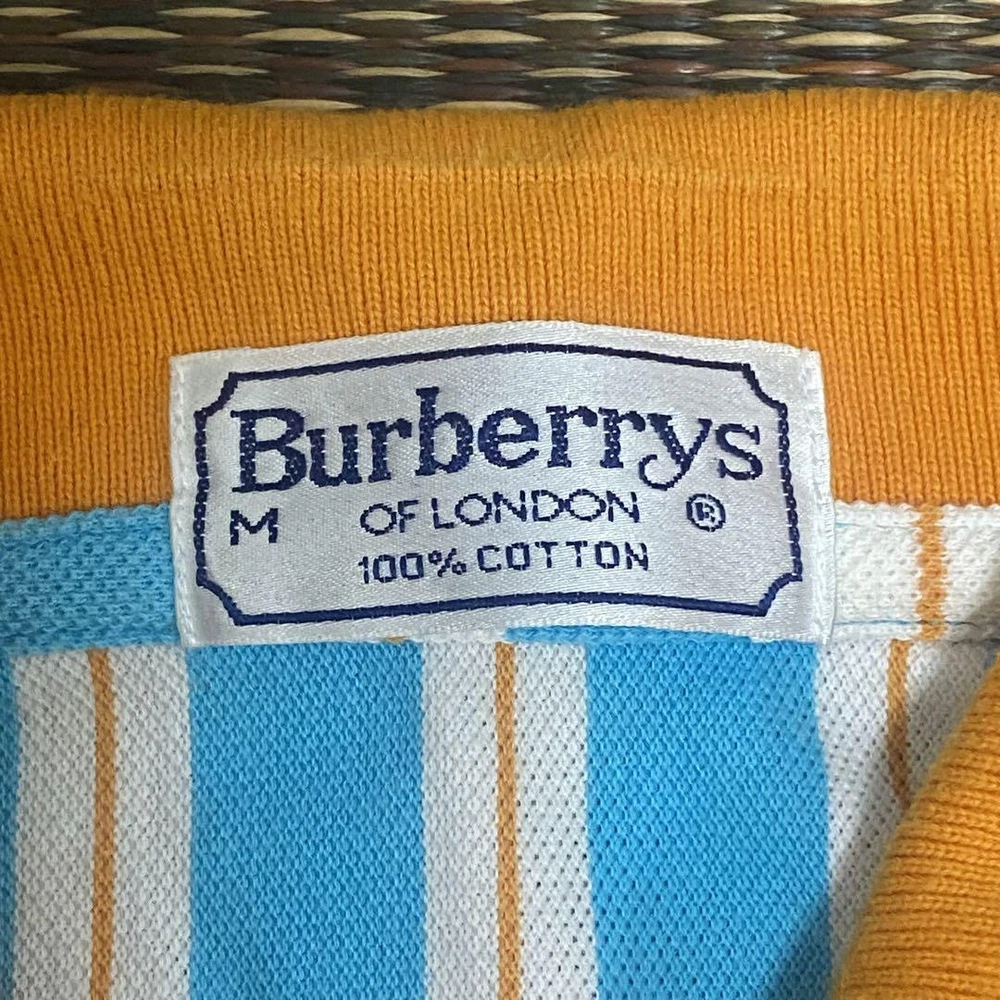 Burberrys
M OF LONDON ®
100% COTTON